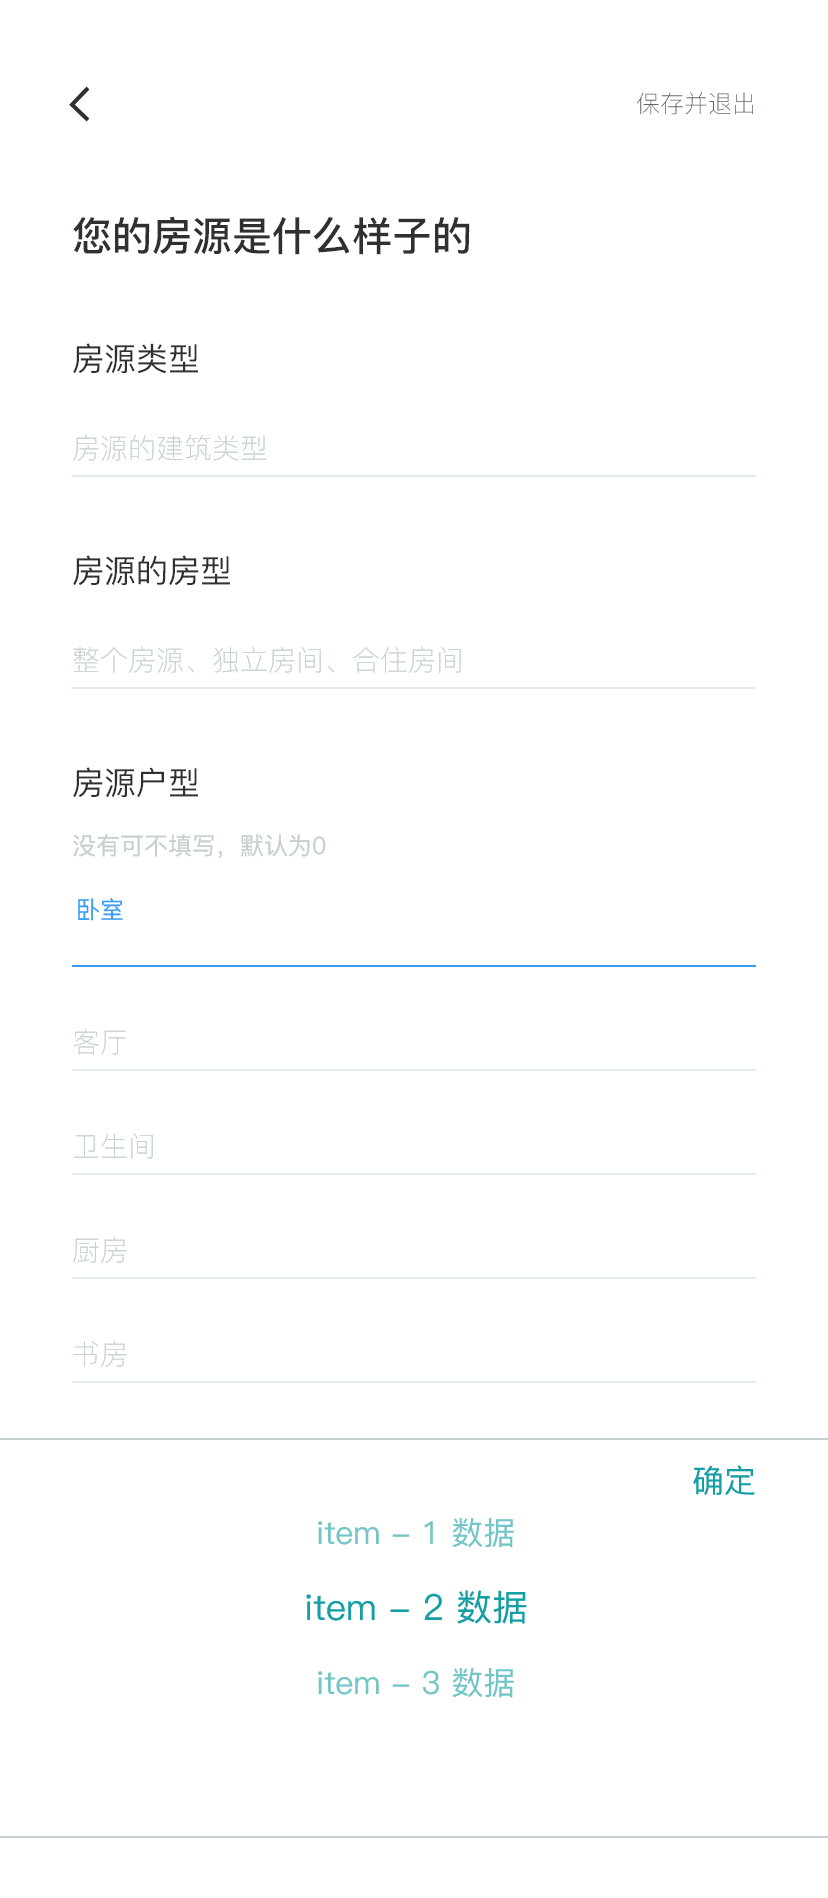 保存并退出
您的房源是什么样子的
房源类型
房源的建筑类型
房源的房型
整个房源、独立房间、合住房间
房源户型
没有可不填写，默认为0
卧室
客厅
卫生间
厨房
书房
确定
item – 1 数据
item – 2 数据
item – 3 数据